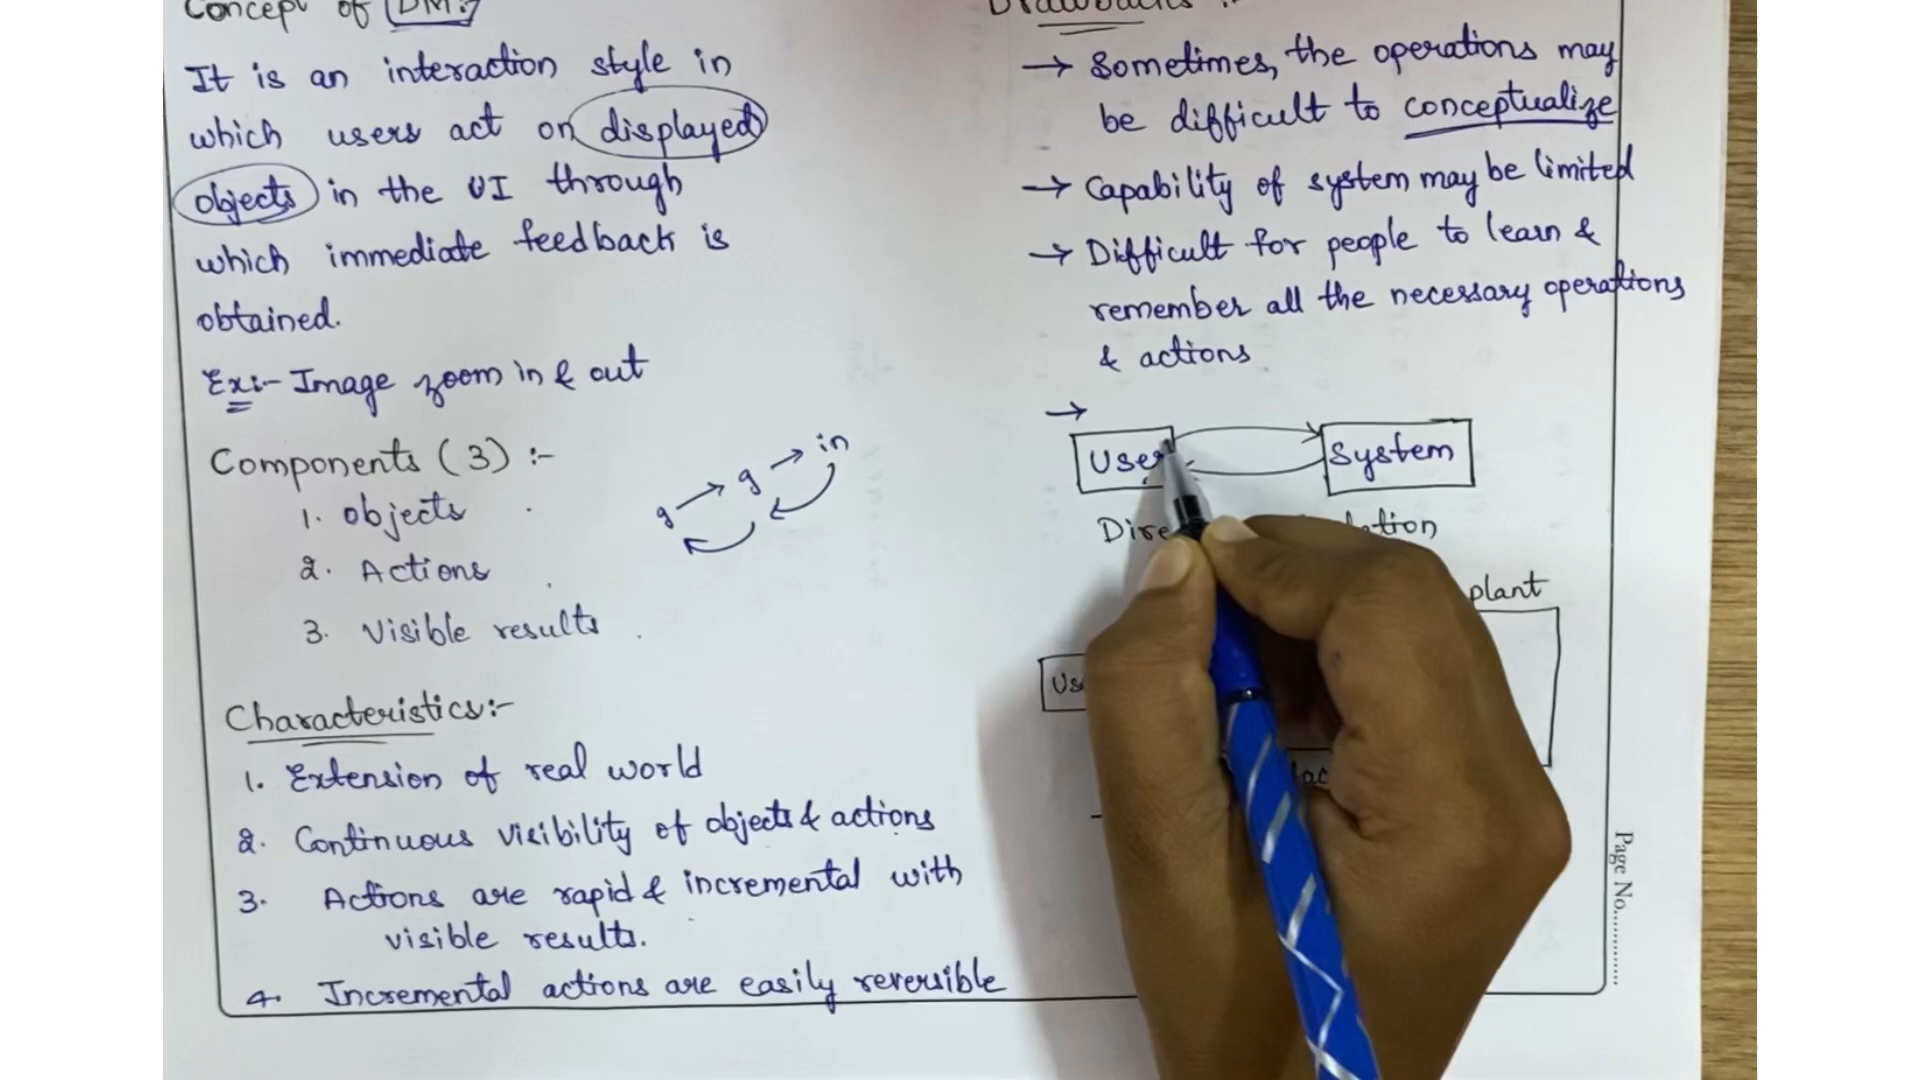 Concept of DM:-
It is an interaction style in
which users act on displayed
objects in the UI through
which immediate feedback is
obtained.
Ex:- Image zoom in & out
Components (3) :-
1. Objects
2. Actions
3. Visible results
g → g → in
Characteristics:-
1. Extension of real world
2. Continuous visibility of objects & actions
3. Actions are rapid & incremental with
visible results.
4. Incremental actions are easily reversible
Drawbacks :-
→ Sometimes, the operations may
be difficult to conceptualize
→ Capability of system may be limited
→ Difficult for people to learn &
remember all the necessary operations
& actions
→
User
System
plant
Page No.............